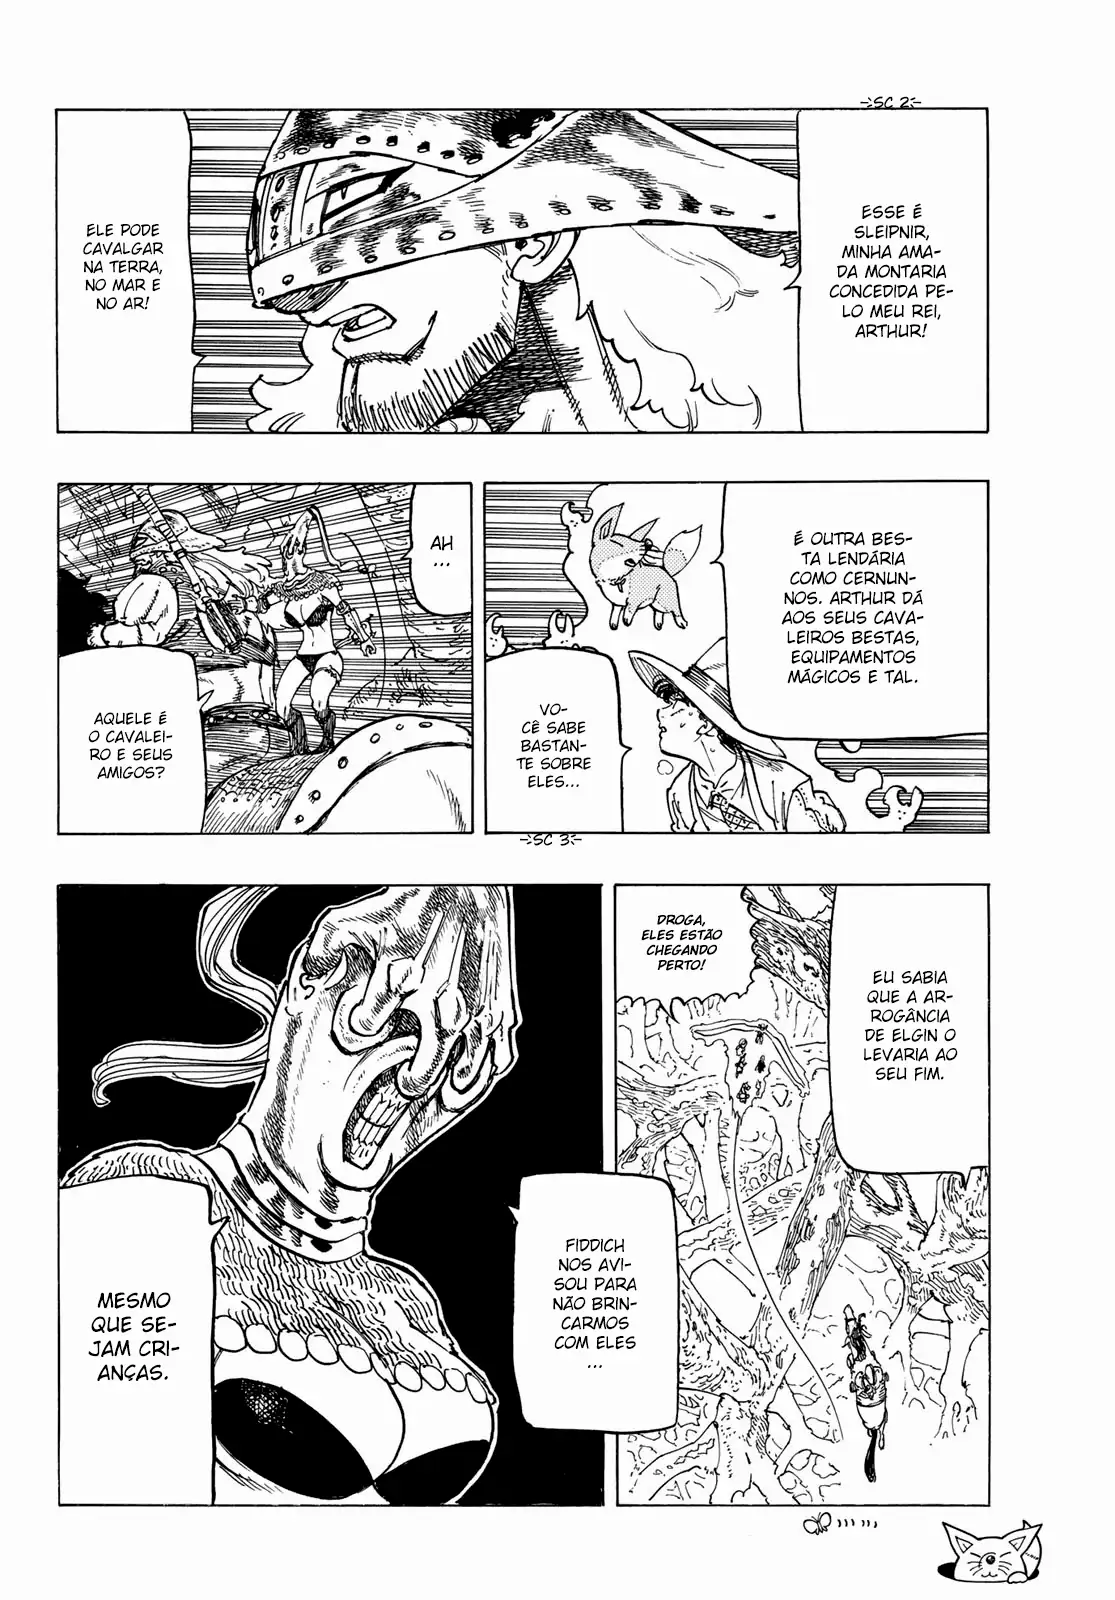 SC 2
ESSE É
SLEIPNIR,
MINHA AMA-
DA MONTARIA
CONCEDIDA PE-
LO MEU REI,
ARTHUR!
ELE PODE
CAVALGAR
NA TERRA,
NO MAR E
NO AR!
É OUTRA BES-
TA LENDÁRIA
COMO CERNUN-
NOS. ARTHUR DÁ
AOS SEUS CAVA-
LEIROS BESTAS,
EQUIPAMENTOS
MÁGICOS E TAL.
VO-
CÊ SABE
BASTAN-
TE SOBRE
ELES...
AH
...
AQUELE É
O CAVALEI-
RO E SEUS
AMIGOS?
SC 3
EU SABIA
QUE A AR-
ROGÂNCIA
DE ELGIN O
LEVARIA AO
SEU FIM.
DROGA,
ELES ESTÃO
CHEGANDO
PERTO!
FIDDICH
NOS AVI-
SOU PARA
NÃO BRIN-
CARMOS
COM ELES
...
MESMO
QUE SE-
JAM CRI-
ANÇAS.